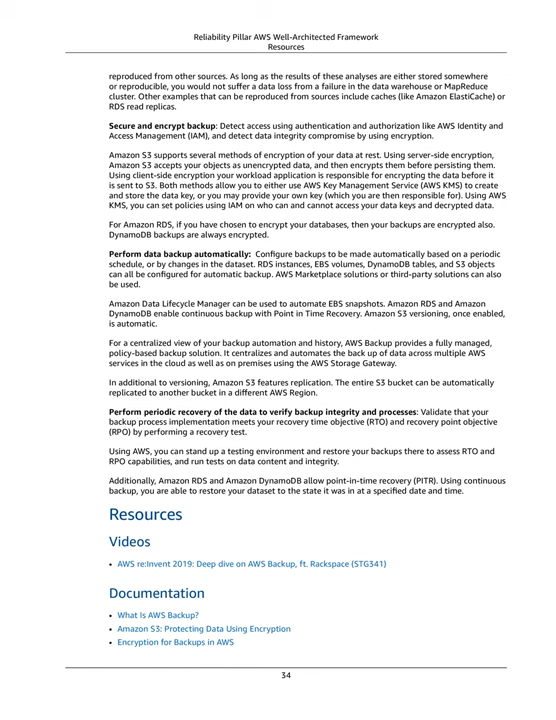 Reliability Pillar AWS Well-Architected Framework
Resources
reproduced from other sources. As long as the results of these analyses are either stored somewhere
or reproducible, you would not suffer a data loss from a failure in the data warehouse or MapReduce
cluster. Other examples that can be reproduced from sources include caches (like Amazon ElastiCache) or
RDS read replicas.
Secure and encrypt backup: Detect access using authentication and authorization like AWS Identity and
Access Management (IAM), and detect data integrity compromise by using encryption.
Amazon S3 supports several methods of encryption of your data at rest. Using server-side encryption,
Amazon S3 accepts your objects as unencrypted data, and then encrypts them before persisting them.
Using client-side encryption your workload application is responsible for encrypting the data before it
is sent to S3. Both methods allow you to either use AWS Key Management Service (AWS KMS) to create
and store the data key, or you may provide your own key (which you are then responsible for). Using AWS
KMS, you can set policies using IAM on who can and cannot access your data keys and decrypted data.
For Amazon RDS, if you have chosen to encrypt your databases, then your backups are encrypted also.
DynamoDB backups are always encrypted.
Perform data backup automatically: Configure backups to be made automatically based on a periodic
schedule, or by changes in the dataset. RDS instances, EBS volumes, DynamoDB tables, and S3 objects
can all be configured for automatic backup. AWS Marketplace solutions or third-party solutions can also
be used.
Amazon Data Lifecycle Manager can be used to automate EBS snapshots. Amazon RDS and Amazon
DynamoDB enable continuous backup with Point in Time Recovery. Amazon S3 versioning, once enabled,
is automatic.
For a centralized view of your backup automation and history, AWS Backup provides a fully managed,
policy-based backup solution. It centralizes and automates the back up of data across multiple AWS
services in the cloud as well as on premises using the AWS Storage Gateway.
In additional to versioning, Amazon S3 features replication. The entire S3 bucket can be automatically
replicated to another bucket in a different AWS Region.
Perform periodic recovery of the data to verify backup integrity and processes: Validate that your
backup process implementation meets your recovery time objective (RTO) and recovery point objective
(RPO) by performing a recovery test.
Using AWS, you can stand up a testing environment and restore your backups there to assess RTO and
RPO capabilities, and run tests on data content and integrity.
Additionally, Amazon RDS and Amazon DynamoDB allow point-in-time recovery (PITR). Using continuous
backup, you are able to restore your dataset to the state it was in at a specified date and time.
Resources
Videos
• AWS re:Invent 2019: Deep dive on AWS Backup, ft. Rackspace (STG341)
Documentation
• What Is AWS Backup?
• Amazon S3: Protecting Data Using Encryption
• Encryption for Backups in AWS
34